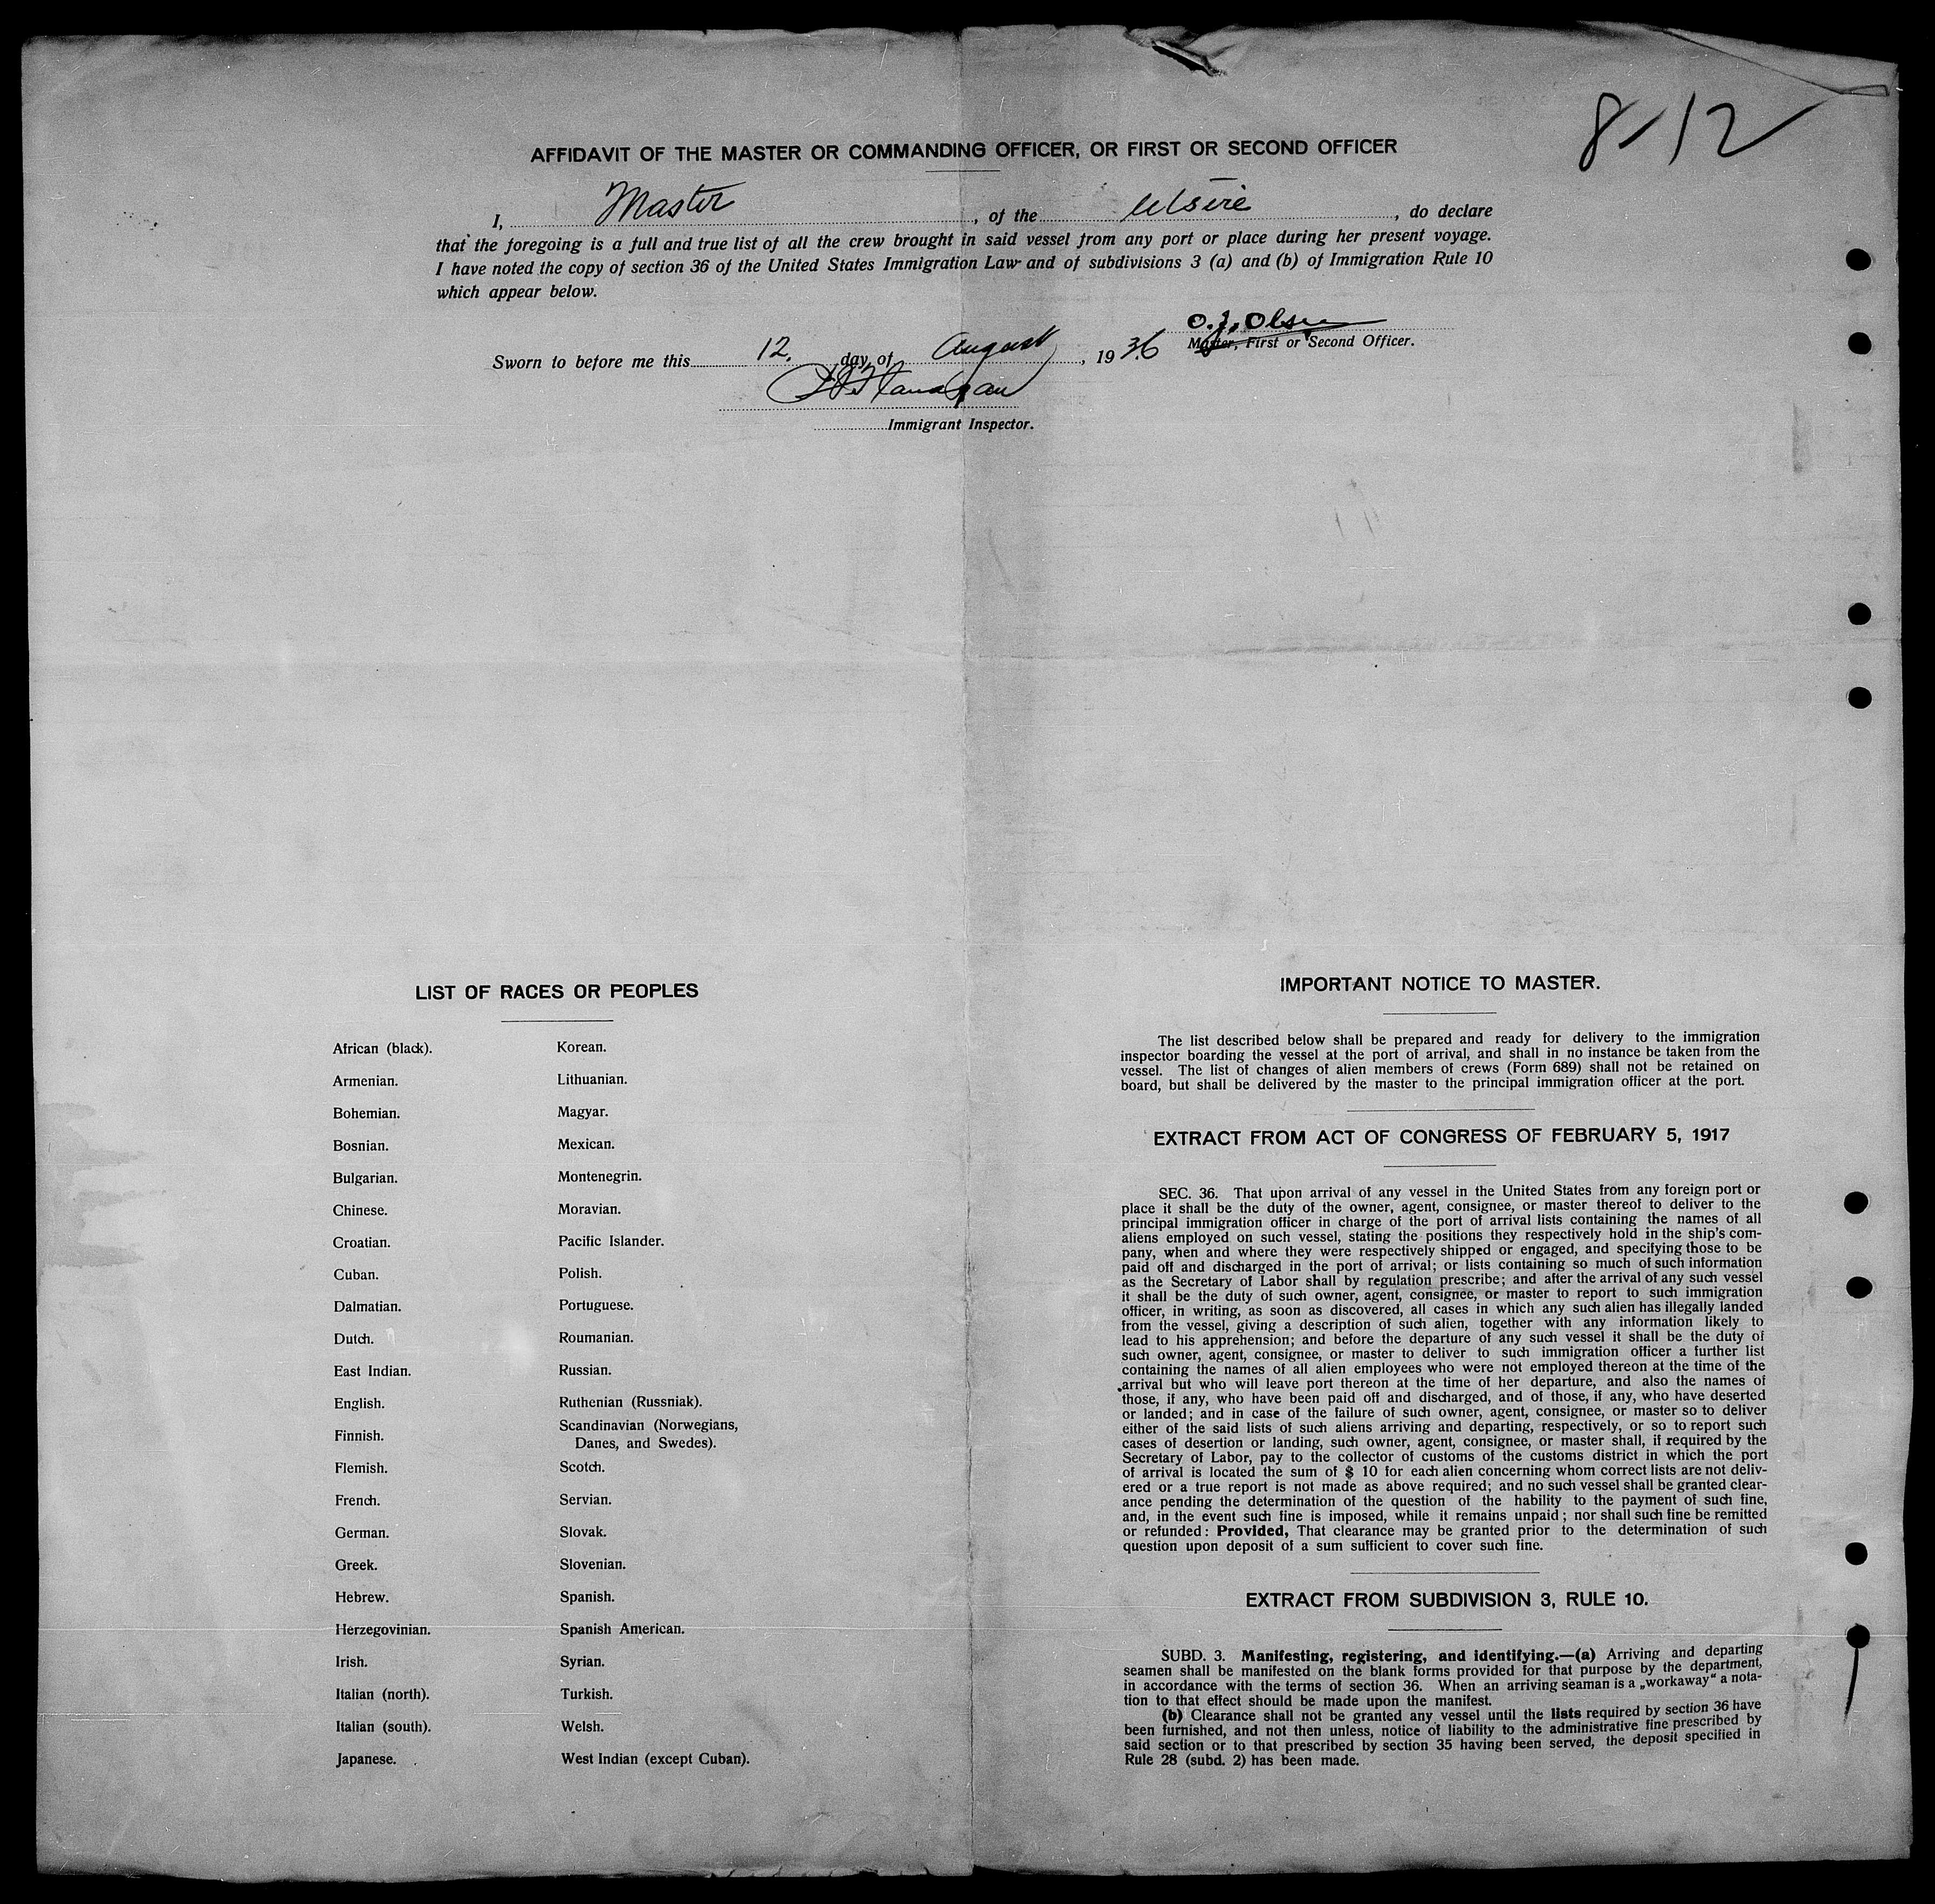 8-12
AFFIDAVIT OF THE MASTER OR COMMANDING OFFICER, OR FIRST OR SECOND OFFICER
I, Master, of the Utsire, do declare
that the foregoing is a full and true list of all the crew brought in said vessel from any port or place during her present voyage.
I have noted the copy of section 36 of the United States Immigration Law and of subdivisions 3 (a) and (b) of Immigration Rule 10
which appear below.
O. J. Olsen
Master, First or Second Officer.
Sworn to before me this 12. day of August, 1936
Flanagan
Immigrant Inspector.
LIST OF RACES OR PEOPLES
African (black).
Armenian.
Bohemian.
Bosnian.
Bulgarian.
Chinese.
Croatian.
Cuban.
Dalmatian.
Dutch.
East Indian.
English.
Finnish.
Flemish.
French.
German.
Greek.
Hebrew.
Herzegovinian.
Irish.
Italian (north).
Italian (south).
Japanese.
Korean.
Lithuanian.
Magyar.
Mexican.
Montenegrin.
Moravian.
Pacific Islander.
Polish.
Portuguese.
Roumanian.
Russian.
Ruthenian (Russniak).
Scandinavian (Norwegians,
Danes, and Swedes).
Scotch.
Servian.
Slovak.
Slovenian.
Spanish.
Spanish American.
Syrian.
Turkish.
Welsh.
West Indian (except Cuban).
IMPORTANT NOTICE TO MASTER.
The list described below shall be prepared and ready for delivery to the immigration
inspector boarding the vessel at the port of arrival, and shall in no instance be taken from the
vessel. The list of changes of alien members of crews (Form 689) shall not be retained on
board, but shall be delivered by the master to the principal immigration officer at the port.
EXTRACT FROM ACT OF CONGRESS OF FEBRUARY 5, 1917
SEC. 36. That upon arrival of any vessel in the United States from any foreign port or
place it shall be the duty of the owner, agent, consignee, or master thereof to deliver to the
principal immigration officer in charge of the port of arrival lists containing the names of all
aliens employed on such vessel, stating the positions they respectively hold in the ship's com-
pany, when and where they were respectively shipped or engaged, and specifying those to be
paid off and discharged in the port of arrival; or lists containing so much of such information
as the Secretary of Labor shall by regulation prescribe; and after the arrival of any such vessel
it shall be the duty of such owner, agent, consignee, or master to report to such immigration
officer, in writing, as soon as discovered, all cases in which any such alien has illegally landed
from the vessel, giving a description of such alien, together with any information likely to
lead to his apprehension; and before the departure of any such vessel it shall be the duty of
such owner, agent, consignee, or master to deliver to such immigration officer a further list
containing the names of all alien employees who were not employed thereon at the time of the
arrival but who will leave port thereon at the time of her departure, and also the names of
those, if any, who have been paid off and discharged, and of those, if any, who have deserted
or landed; and in case of the failure of such owner, agent, consignee, or master so to deliver
either of the said lists of such aliens arriving and departing, respectively, or so to report such
cases of desertion or landing, such owner, agent, consignee, or master shall, if required by the
Secretary of Labor, pay to the collector of customs of the customs district in which the port
of arrival is located the sum of $ 10 for each alien concerning whom correct lists are not deliv-
ered or a true report is not made as above required; and no such vessel shall be granted clear-
ance pending the determination of the question of the hability to the payment of such fine,
and, in the event such fine is imposed, while it remains unpaid; nor shall such fine be remitted
or refunded: Provided, That clearance may be granted prior to the determination of such
question upon deposit of a sum sufficient to cover such fine.
EXTRACT FROM SUBDIVISION 3, RULE 10.
SUBD. 3. Manifesting, registering, and identifying.—(a) Arriving and departing
seamen shall be manifested on the blank forms provided for that purpose by the department,
in accordance with the terms of section 36. When an arriving seaman is a „workaway“ a nota-
tion to that effect should be made upon the manifest.
(b) Clearance shall not be granted any vessel until the lists required by section 36 have
been furnished, and not then unless, notice of liability to the administrative fine prescribed by
said section or to that prescribed by section 35 having been served, the deposit specified in
Rule 28 (subd. 2) has been made.